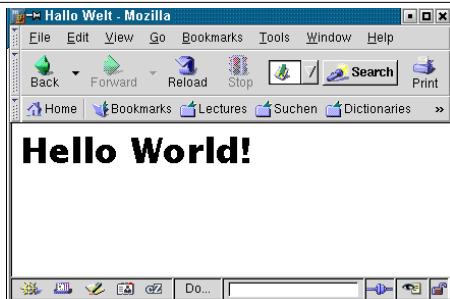 Hallo Welt - Mozilla
File Edit View Go Bookmarks Tools Window Help
Back Forward Reload Stop Search Print
Home Bookmarks Lectures Suchen Dictionaries »
Hello World!
Do...